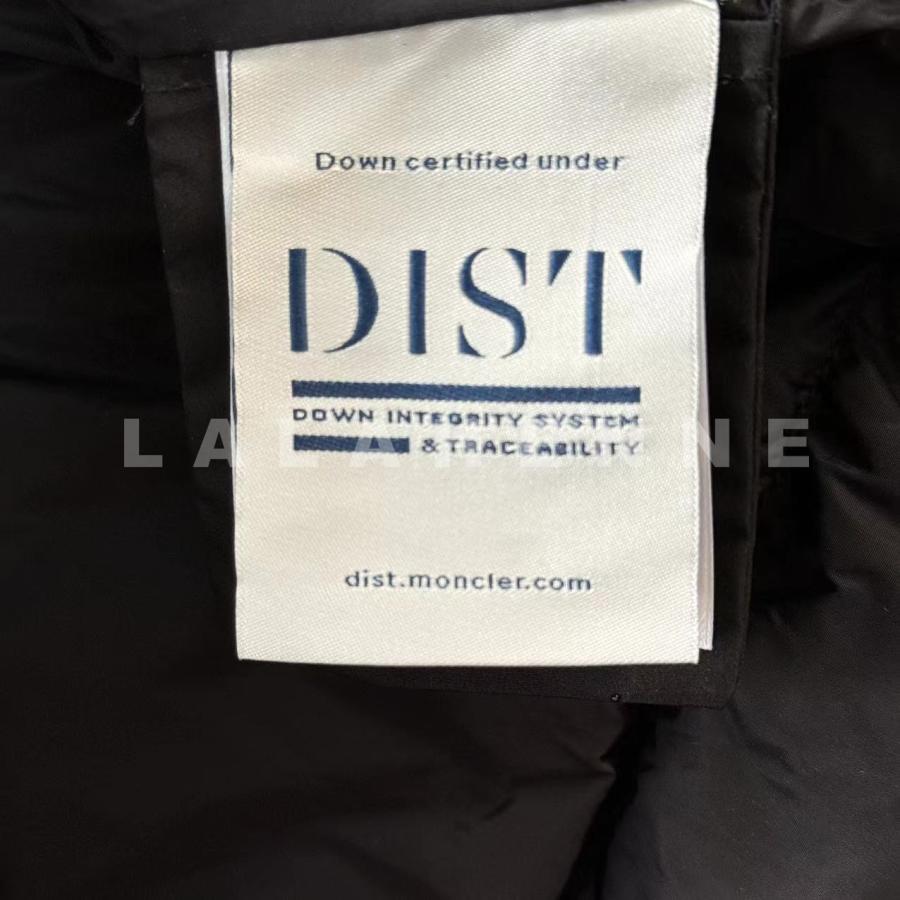 Down certified under
DIST
DOWN INTEGRITY SYSTEM
& TRACEABILITY
dist.moncler.com